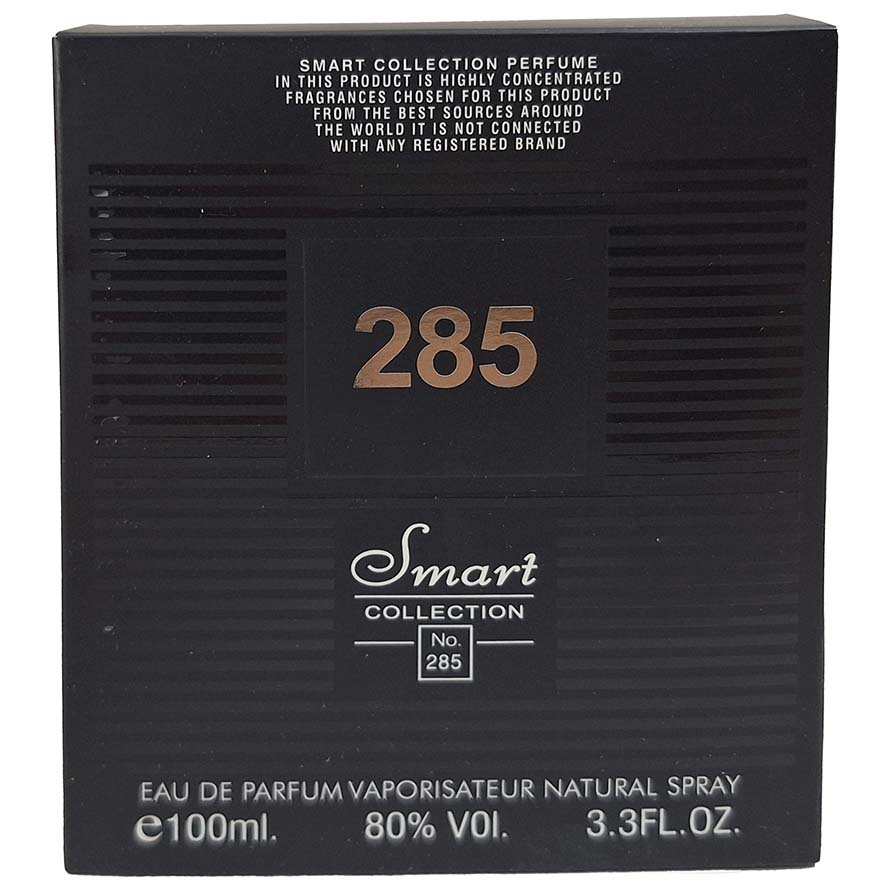 SMART COLLECTION PERFUME
IN THIS PRODUCT IS HIGHLY CONCENTRATED
FRAGRANCES CHOSEN FOR THIS PRODUCT
FROM THE BEST SOURCES AROUND
THE WORLD IT IS NOT CONNECTED
WITH ANY REGISTERED BRAND
285
Smart
COLLECTION
No.
285
EAU DE PARFUM VAPORISATEUR NATURAL SPRAY
e100ml. 80% V0l. 3.3FL.OZ.